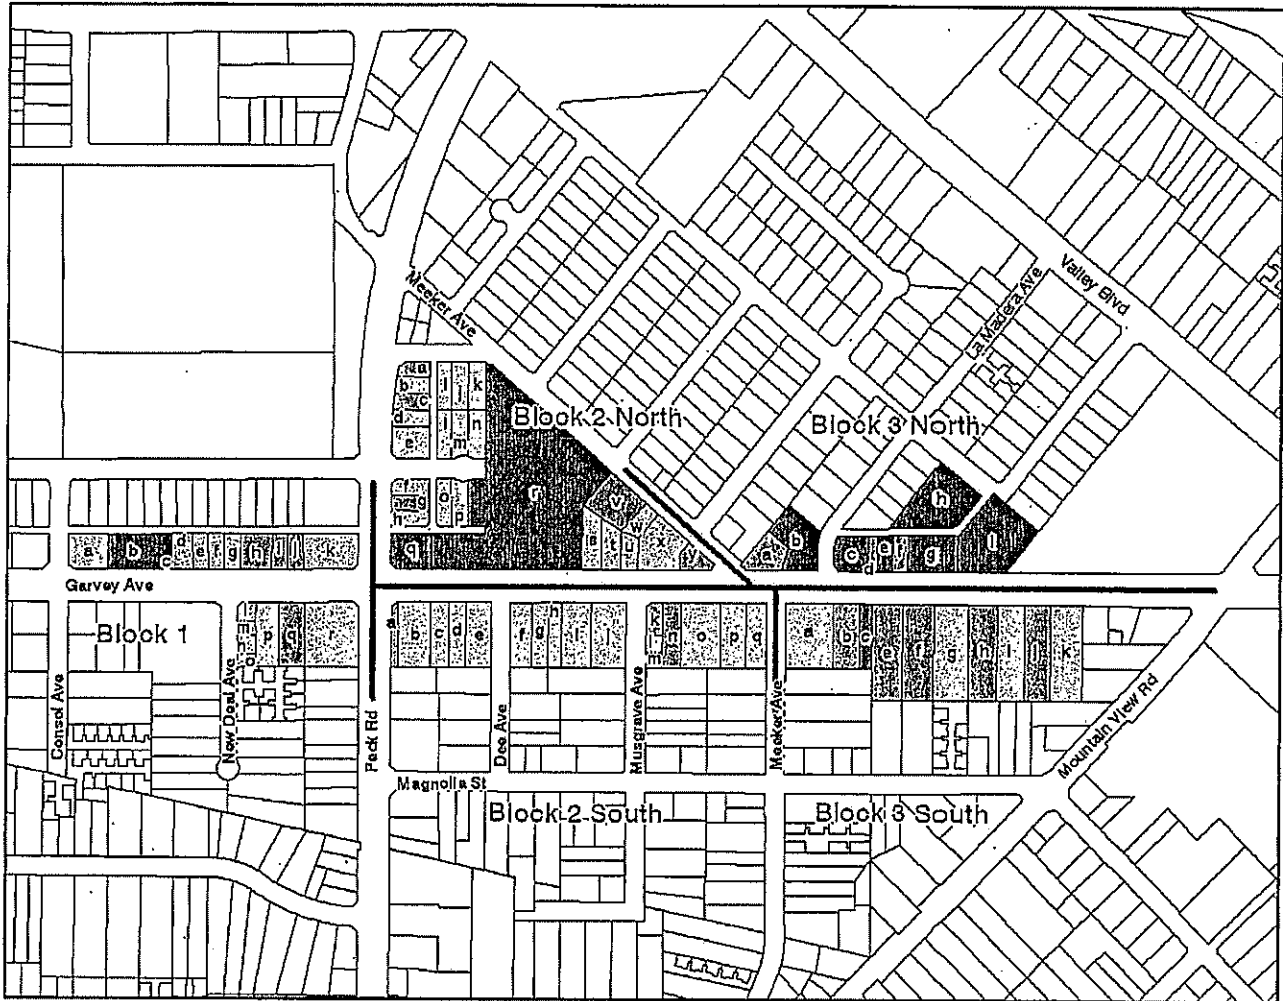 Valley Blvd
La Madera Ave
Meeker Ave
Block 2 North
Block 3 North
a
b
c
d
e
i
j
k
l
m
n
f
g
h
o
p
q
r
v
w
s
t
u
x
y
a
b
c
d
e
f
g
h
i
a b c d e f g h i j k
Garvey Ave
Block 1
m
n
o
p
q
r
a b c d e
f g h i j
k
l
m
n
o p q
a b c
e f g h i j k
Consol Ave
New Deal Ave
Peck Rd
Dee Ave
Musgrave Ave
Meeker Ave
Mountain View Rd
Magnolia St
Block 2 South
Block 3 South